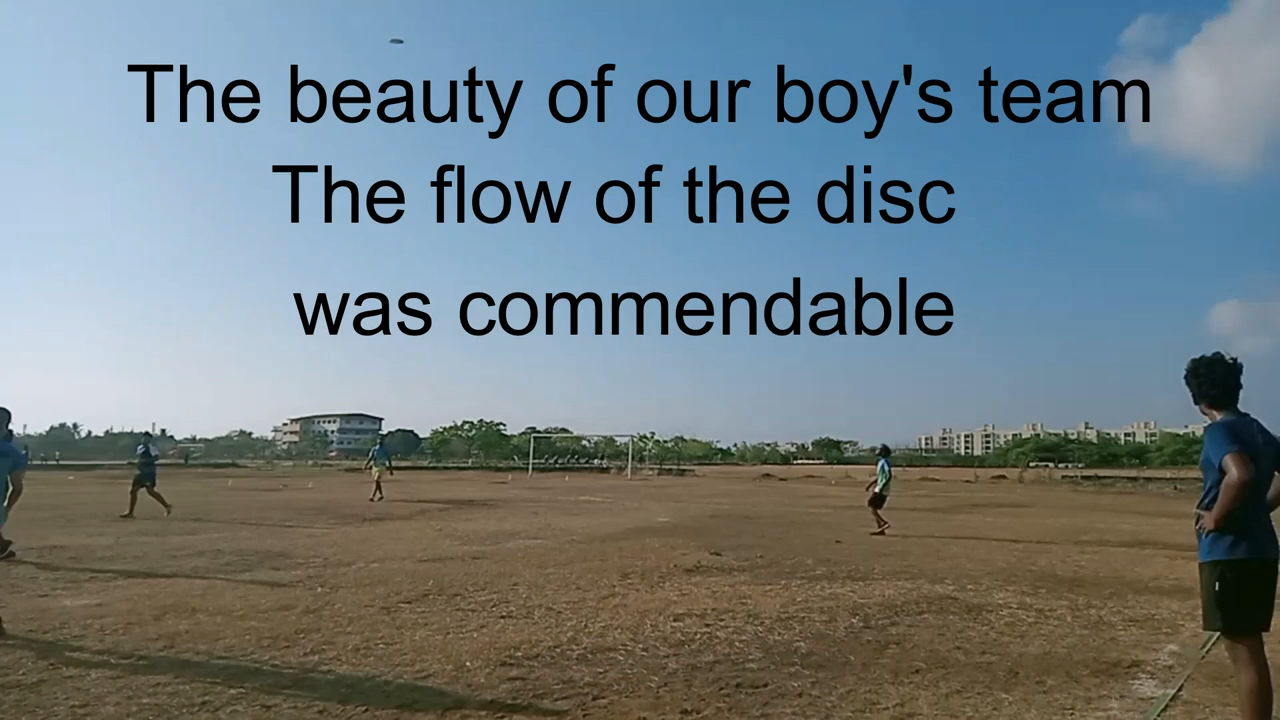 The beauty of our boy's team
The flow of the disc
was commendable